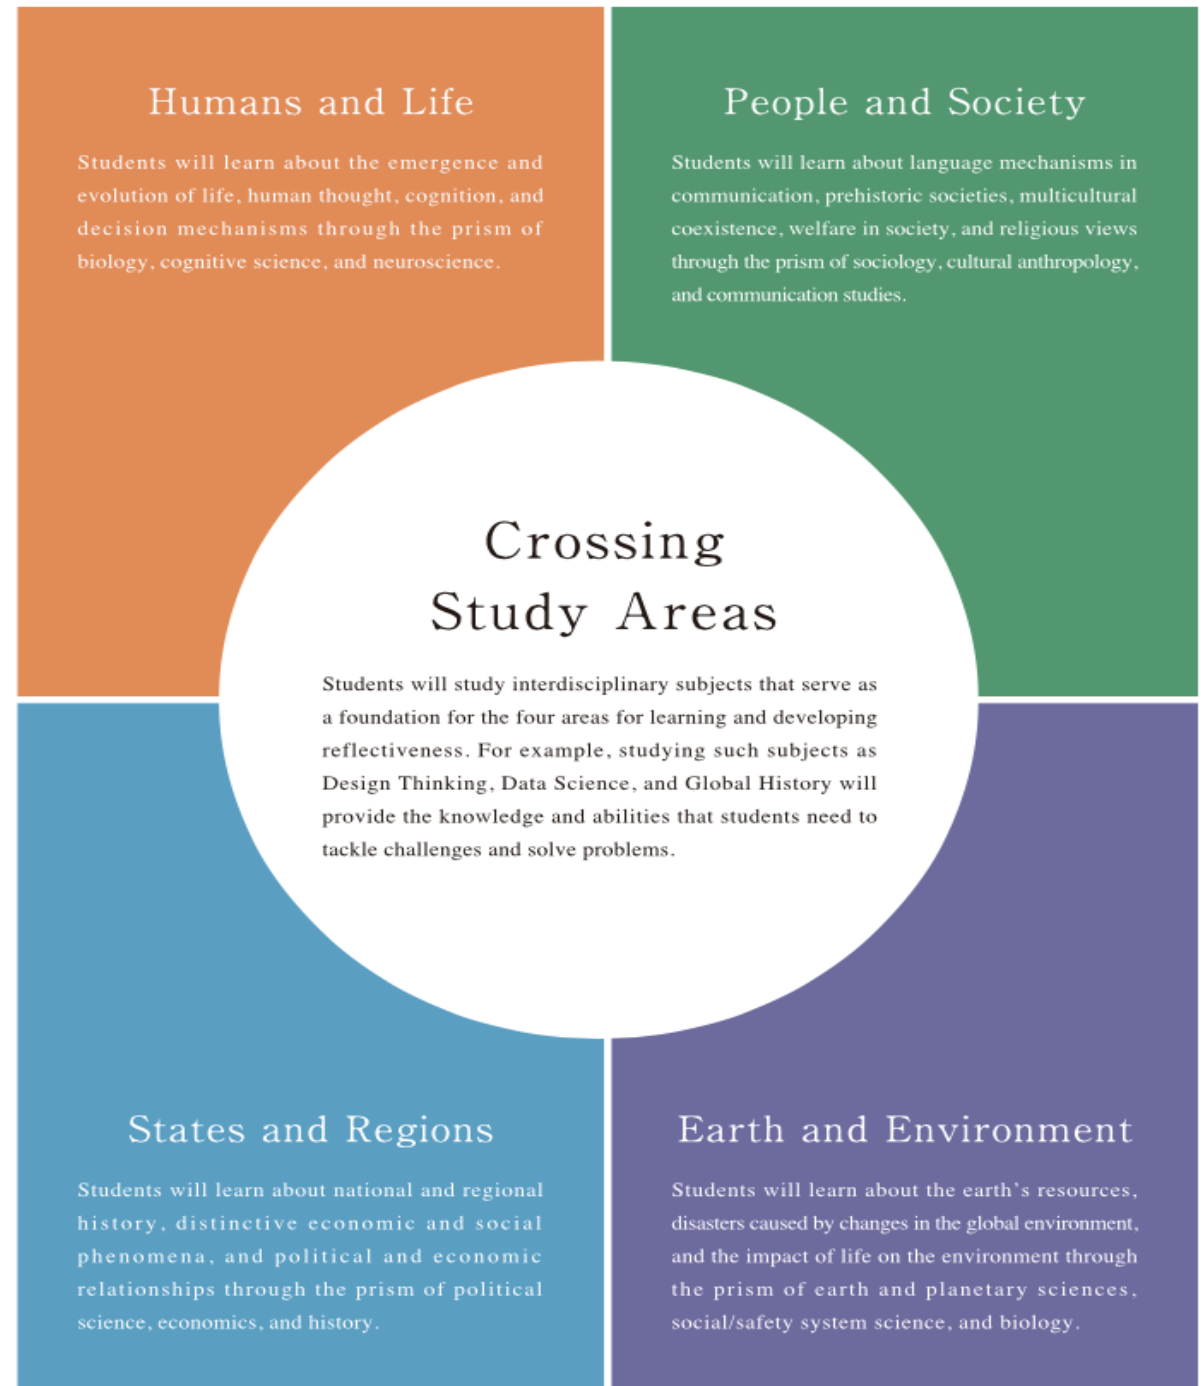 Humans and Life
Students will learn about the emergence and
evolution of life, human thought, cognition, and
decision mechanisms through the prism of
biology, cognitive science, and neuroscience.
People and Society
Students will learn about language mechanisms in
communication, prehistoric societies, multicultural
coexistence, welfare in society, and religious views
through the prism of sociology, cultural anthropology,
and communication studies.
Crossing
Study Areas
Students will study interdisciplinary subjects that serve as
a foundation for the four areas for learning and developing
reflectiveness. For example, studying such subjects as
Design Thinking, Data Science, and Global History will
provide the knowledge and abilities that students need to
tackle challenges and solve problems.
States and Regions
Students will learn about national and regional
history, distinctive economic and social
phenomena, and political and economic
relationships through the prism of political
science, economics, and history.
Earth and Environment
Students will learn about the earth's resources,
disasters caused by changes in the global environment,
and the impact of life on the environment through
the prism of earth and planetary sciences,
social/safety system science, and biology.